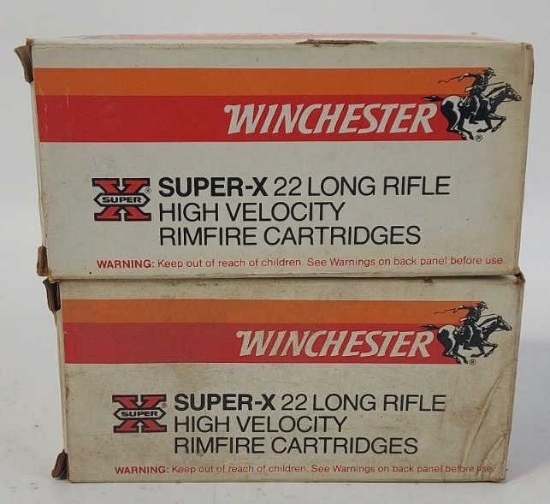 WINCHESTER
®
X SUPER ® SUPER-X 22 LONG RIFLE
HIGH VELOCITY
RIMFIRE CARTRIDGES
WARNING: Keep out of reach of children. See Warnings on back panel before use.
WINCHESTER
®
X SUPER ® SUPER-X 22 LONG RIFLE
HIGH VELOCITY
RIMFIRE CARTRIDGES
WARNING: Keep out of reach of children. See Warnings on back panel before use.